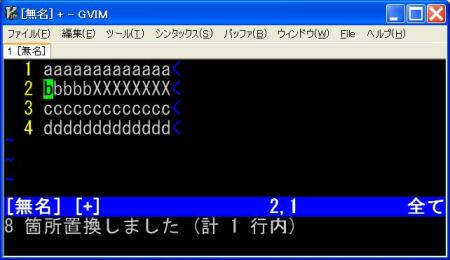 [無名] + - GVIM
ファイル(F) 編集(E) ツール(T) シンタックス(S) バッファ(B) ウィンドウ(W) File ヘルプ(H)
1 [無名]
1 aaaaaaaaaaaaa<
2 bbbbbXXXXXXXX<
3 ccccccccccccc<
4 ddddddddddddd<
~
~
~
[無名] [+] 2,1 全て
8 箇所置換しました (計 1 行内)